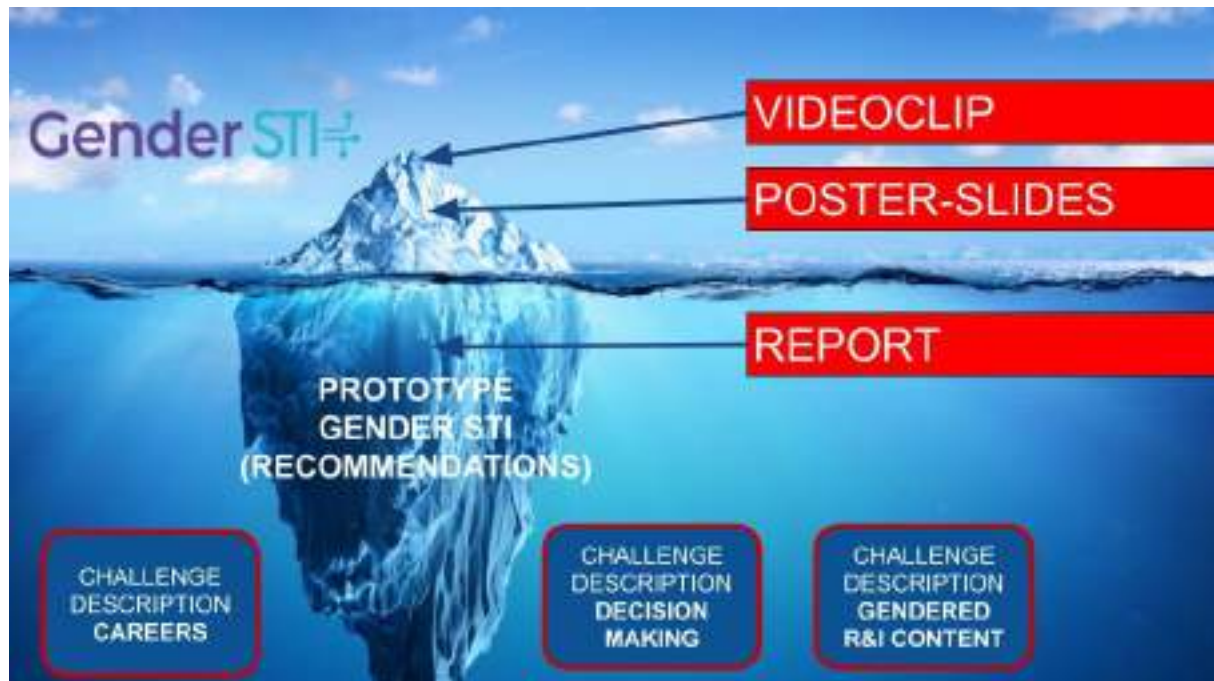 Gender STI
VIDEOCLIP
POSTER-SLIDES
REPORT
PROTOTYPE
GENDER STI
(RECOMMENDATIONS)
CHALLENGE
DESCRIPTION
CAREERS
CHALLENGE
DESCRIPTION
DECISION
MAKING
CHALLENGE
DESCRIPTION
GENDERED
R&I CONTENT